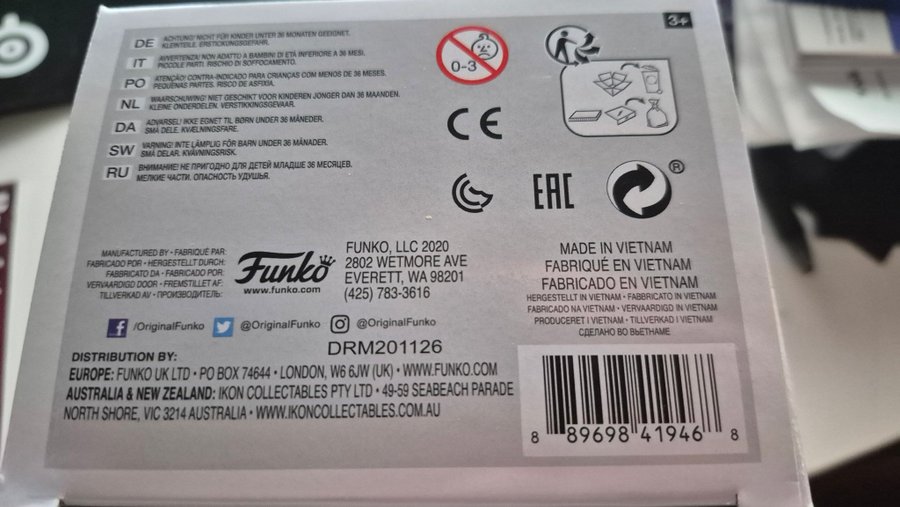 DE ACHTUNG! NICHT FÜR KINDER UNTER 36 MONATEN GEEIGNET.
KLEINTEILE. ERSTICKUNGSGEFAHR.
IT AVVERTENZA! NON ADATTO A BAMBINI DI ETÀ INFERIORE A 36 MESI.
PICCOLE PARTI. RISCHIO DI SOFFOCAMENTO.
PO ATENÇÃO! CONTRA-INDICADO PARA CRIANÇAS COM MENOS DE 36 MESES.
PEQUENAS PARTES. RISCO DE ASFIXIA.
NL WAARSCHUWING! NIET GESCHIKT VOOR KINDEREN JONGER DAN 36 MAANDEN.
KLEINE ONDERDELEN. VERSTIKKINGSGEVAAR.
DA ADVARSEL! IKKE EGNET TIL BØRN UNDER 36 MÅNEDER.
SMÅ DELE. KVÆLNINGSFARE.
SW VARNING! INTE LÄMPLIG FÖR BARN UNDER 36 MÅNADER.
SMÅ DELAR. KVÄVNINGSRISK.
RU ВНИМАНИЕ! НЕ ПРИГОДНО ДЛЯ ДЕТЕЙ МЛАДШЕ 36 МЕСЯЦЕВ.
МЕЛКИЕ ЧАСТИ. ОПАСНОСТЬ УДУШЬЯ.
0-3
3+
CE
EAC
®
MANUFACTURED BY • FABRIQUÉ PAR:
FABRICADO POR • HERGESTELLT DURCH:
FABBRICATO DA • FABRICADO POR:
VERVAARDIGD DOOR • FREMSTILLET AF:
TILLVERKAD AV • ПРОИЗВОДИТЕЛЬ:
Funko
www.funko.com
FUNKO, LLC 2020
2802 WETMORE AVE
EVERETT, WA 98201
(425) 783-3616
MADE IN VIETNAM
FABRIQUÉ EN VIETNAM
FABRICADO EN VIETNAM
HERGESTELLT IN VIETNAM • FABBRICATO IN VIETNAM
FABRICADO NA VIETNAM • VERVAARDIGD IN VIETNAM
PRODUCERET I VIETNAM • TILLVERKAD I VIETNAM
СДЕЛАНО ВО ВЬЕТНАМЕ
f /OriginalFunko @OriginalFunko @OriginalFunko
DRM201126
DISTRIBUTION BY:
EUROPE: FUNKO UK LTD • PO BOX 74644 • LONDON, W6 6JW (UK) • WWW.FUNKO.COM
AUSTRALIA & NEW ZEALAND: IKON COLLECTABLES PTY LTD • 49-59 SEABEACH PARADE
NORTH SHORE, VIC 3214 AUSTRALIA • WWW.IKONCOLLECTABLES.COM.AU
8 89698 41946 8